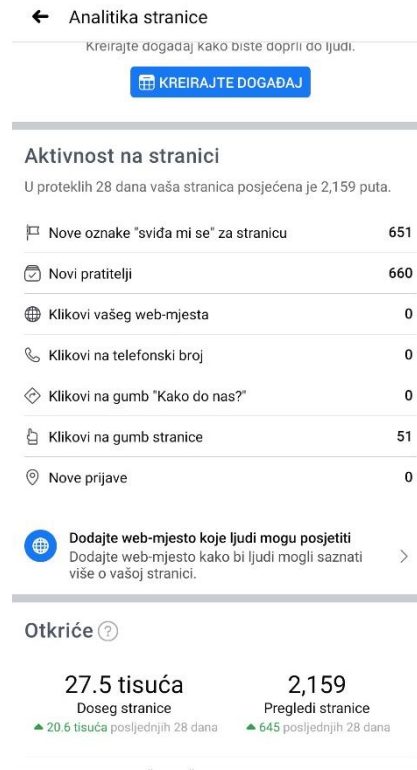 Analitika stranice
Kreirajte događaj kako biste doprli do ljudi.
KREIRAJTE DOGAĐAJ
Aktivnost na stranici
U proteklih 28 dana vaša stranica posjećena je 2,159 puta.
Nove oznake "sviđa mi se" za stranicu 651
Novi pratitelji 660
Klikovi vašeg web-mjesta 0
Klikovi na telefonski broj 0
Klikovi na gumb "Kako do nas?" 0
Klikovi na gumb stranice 51
Nove prijave 0
Dodajte web-mjesto koje ljudi mogu posjetiti
Dodajte web-mjesto kako bi ljudi mogli saznati
više o vašoj stranici.
Otkriće ?
27.5 tisuća 2,159
Doseg stranice Pregledi stranice
20.6 tisuća posljednjih 28 dana 645 posljednjih 28 dana